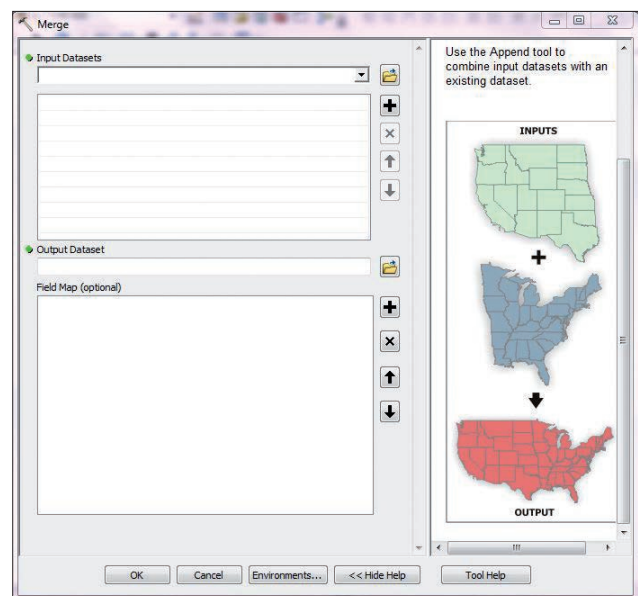 Merge
Input Datasets
Output Dataset
Field Map (optional)
Use the Append tool to
combine input datasets with an
existing dataset.
INPUTS
OUTPUT
OK
Cancel
Environments...
<< Hide Help
Tool Help